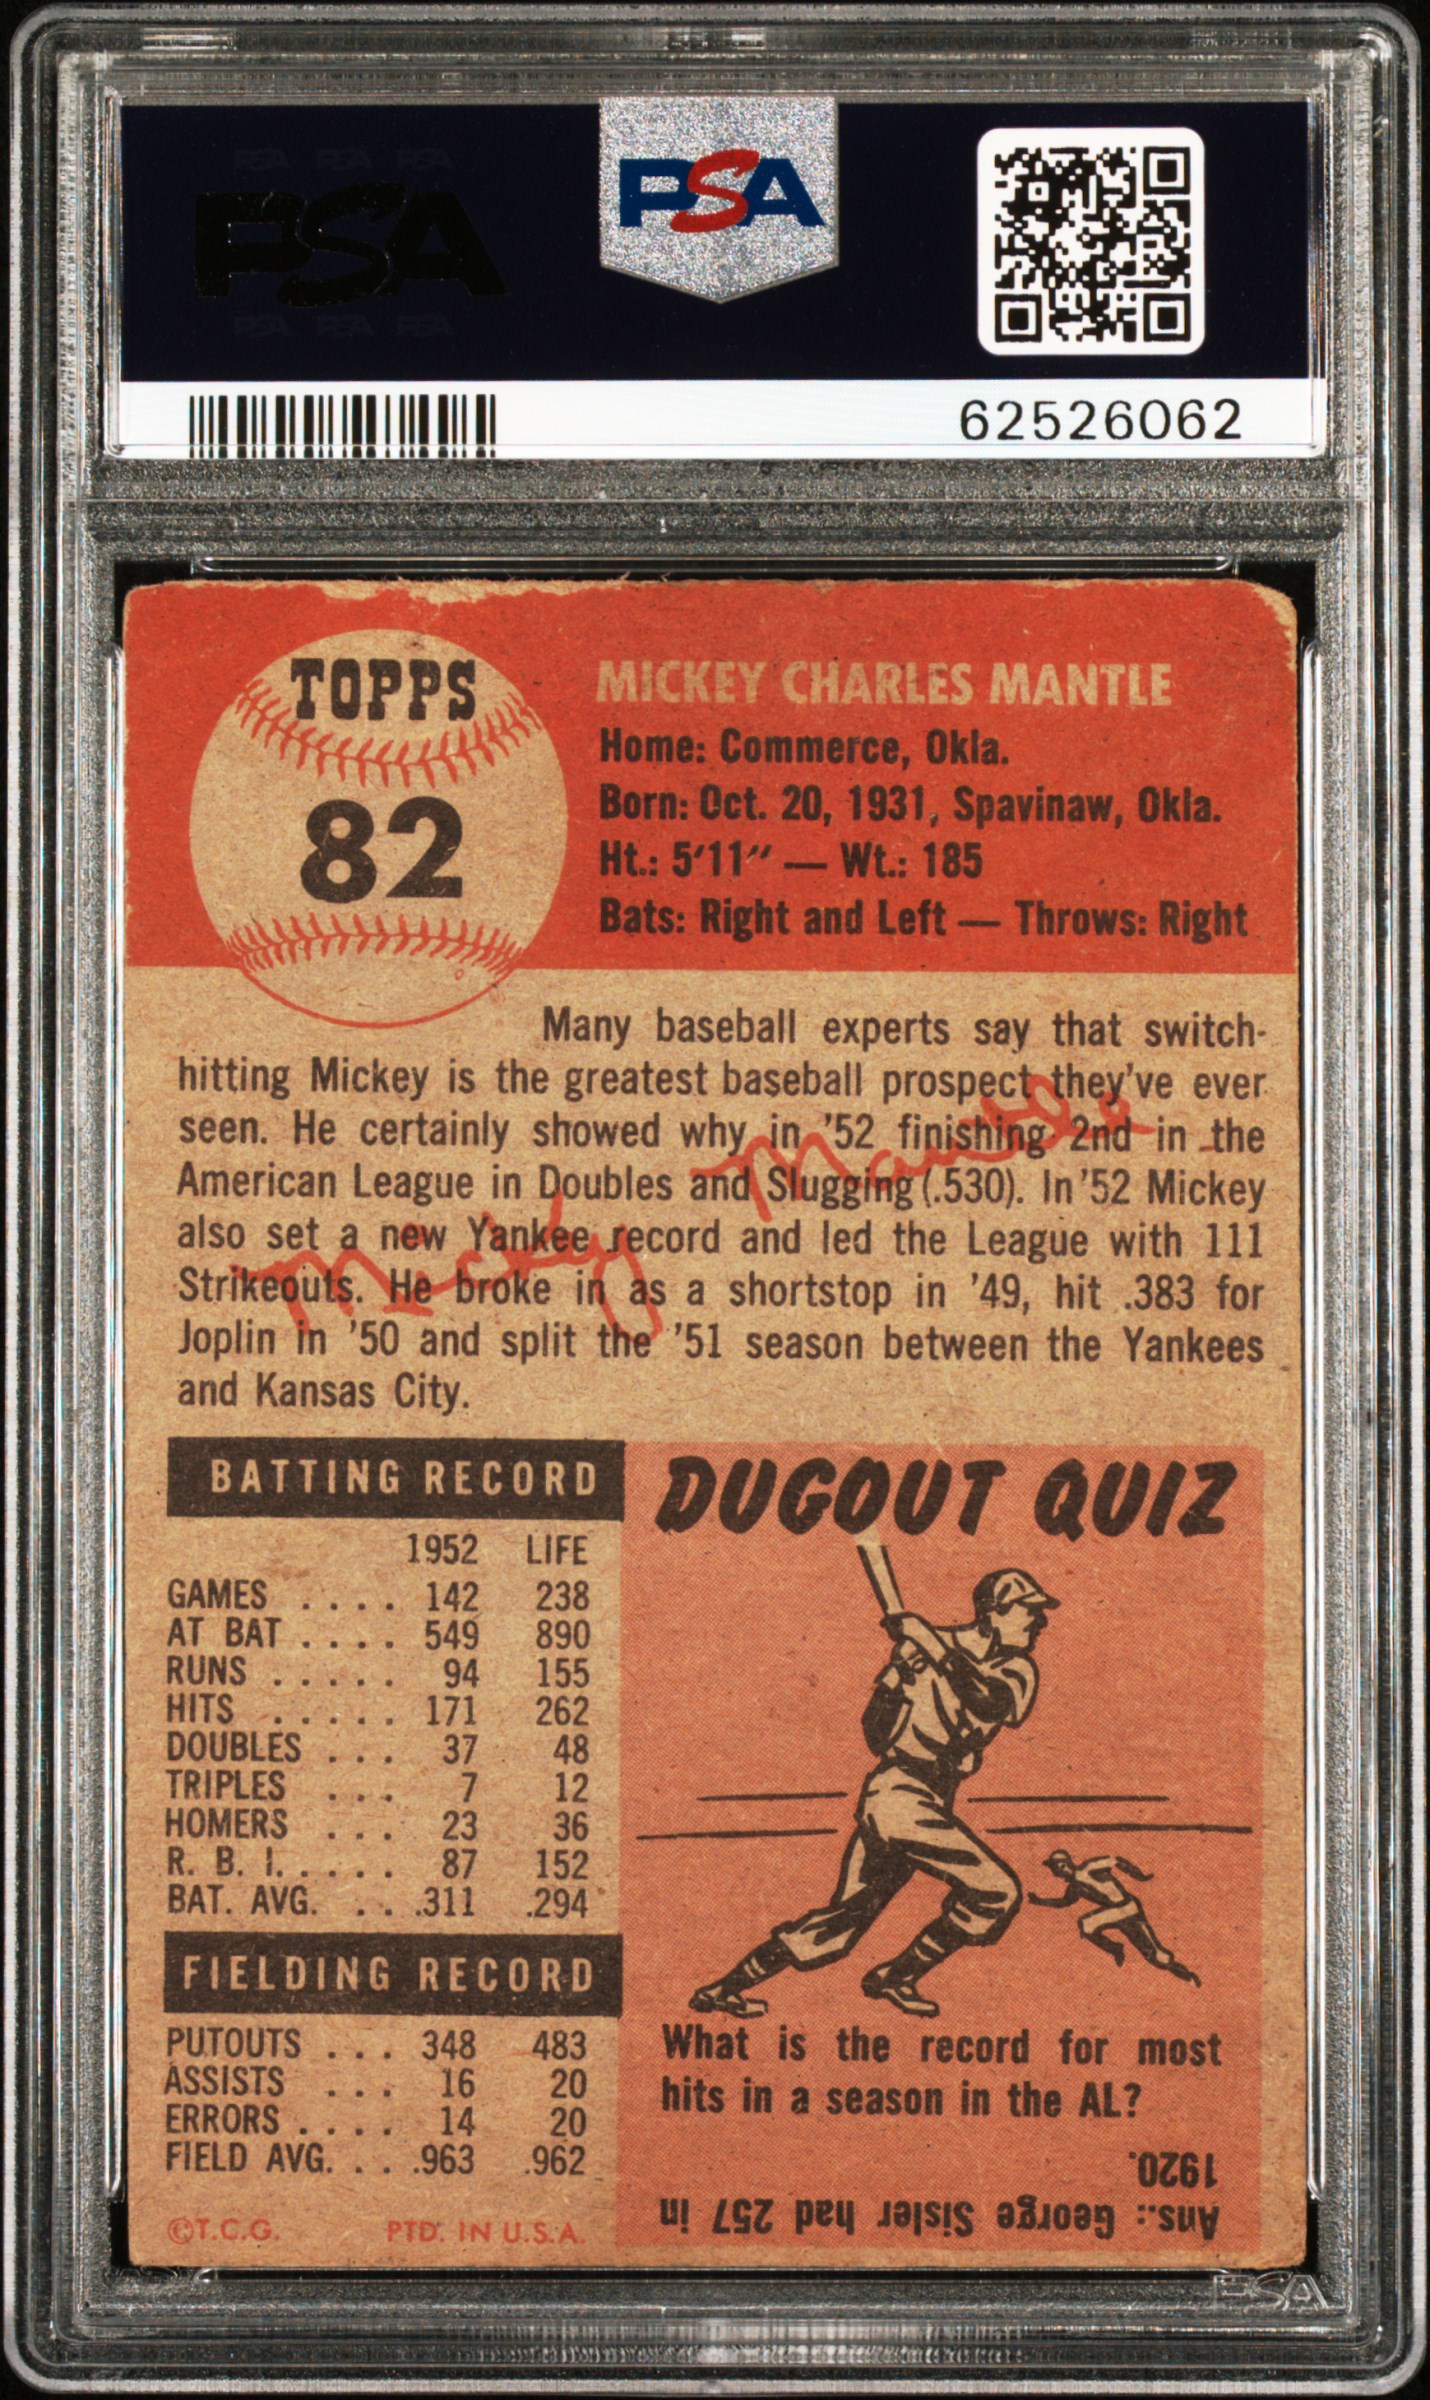 PSA PSA PSA
PSA
PSA PSA PSA
PSA
62526062
TOPPS
82
MICKEY CHARLES MANTLE
Home: Commerce, Okla.
Born: Oct. 20, 1931, Spavinaw, Okla.
Ht.: 5'11" — Wt.: 185
Bats: Right and Left — Throws: Right
Many baseball experts say that switch-
hitting Mickey is the greatest baseball prospect they've ever
seen. He certainly showed why in '52 finishing 2nd in the
American League in Doubles and Slugging (.530). In '52 Mickey
also set a new Yankee record and led the League with 111
Strikeouts. He broke in as a shortstop in '49, hit .383 for
Joplin in '50 and split the '51 season between the Yankees
and Kansas City.
Mickey Mantle
BATTING RECORD
1952 LIFE
GAMES .... 142 238
AT BAT .... 549 890
RUNS ..... 94 155
HITS ..... 171 262
DOUBLES ... 37 48
TRIPLES ... 7 12
HOMERS ... 23 36
R. B. I. .... 87 152
BAT. AVG. .. .311 .294
FIELDING RECORD
PUTOUTS ... 348 483
ASSISTS ... 16 20
ERRORS .... 14 20
FIELD AVG. .. .963 .962
©T.C.G. PTD. IN U.S.A.
DUGOUT QUIZ
What is the record for most
hits in a season in the AL?
Ans.: George Sisler had 257 in
1920.
PSA